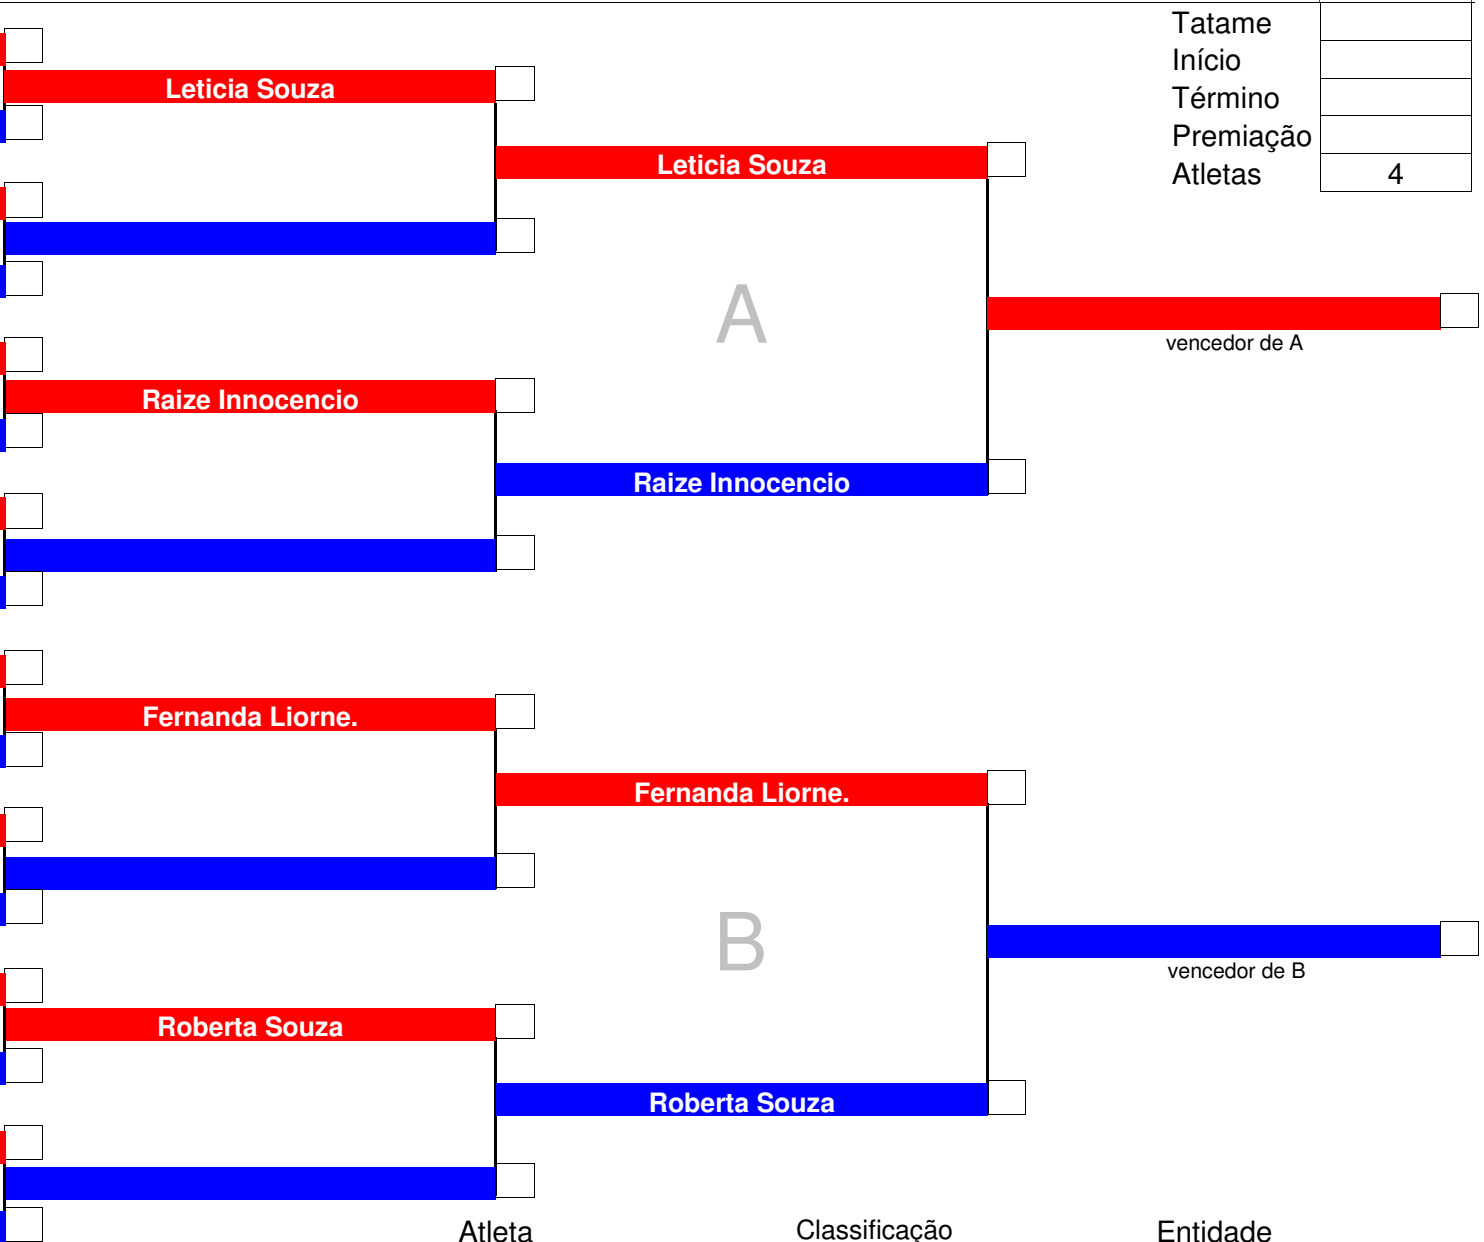 Tatame
Início
Término
Premiação
Atletas 4
Leticia Souza
Leticia Souza
A
vencedor de A
Raize Innocencio
Raize Innocencio
Fernanda Liorne.
Fernanda Liorne.
B
vencedor de B
Roberta Souza
Roberta Souza
Atleta Classificação Entidade